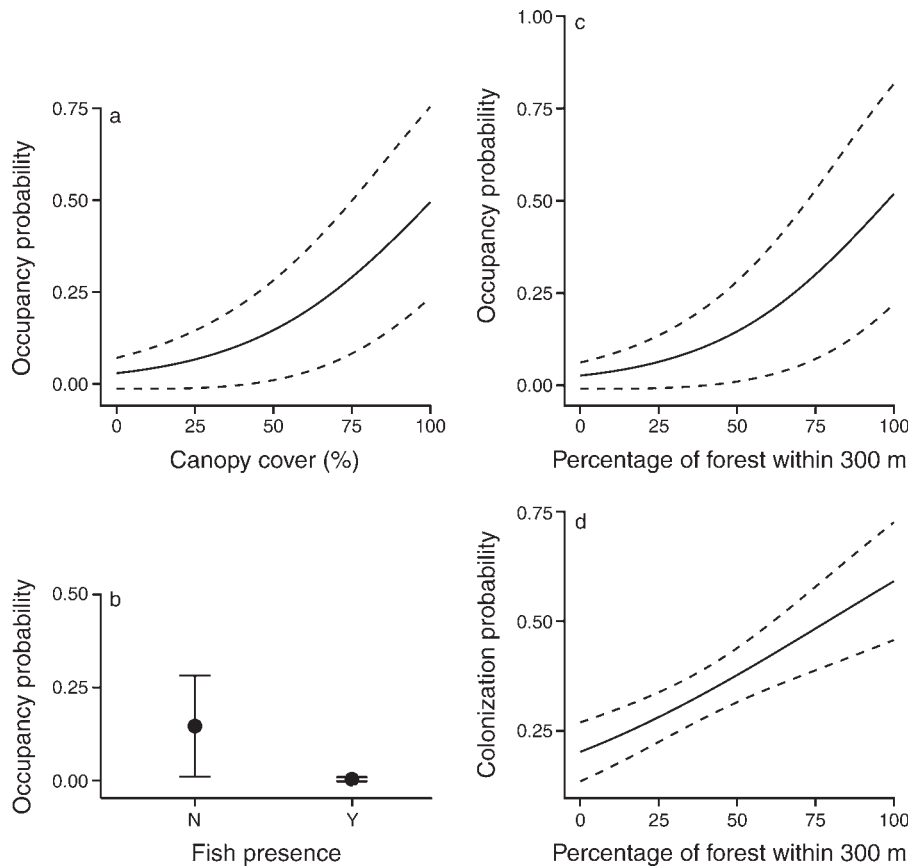 a
Occupancy probability
0.75
0.50
0.25
0.00
0 25 50 75 100
Canopy cover (%)
c
Occupancy probability
1.00
0.75
0.50
0.25
0.00
0 25 50 75 100
Percentage of forest within 300 m
b
Occupancy probability
0.50
0.25
0.00
N Y
Fish presence
d
Colonization probability
0.75
0.50
0.25
0 25 50 75 100
Percentage of forest within 300 m